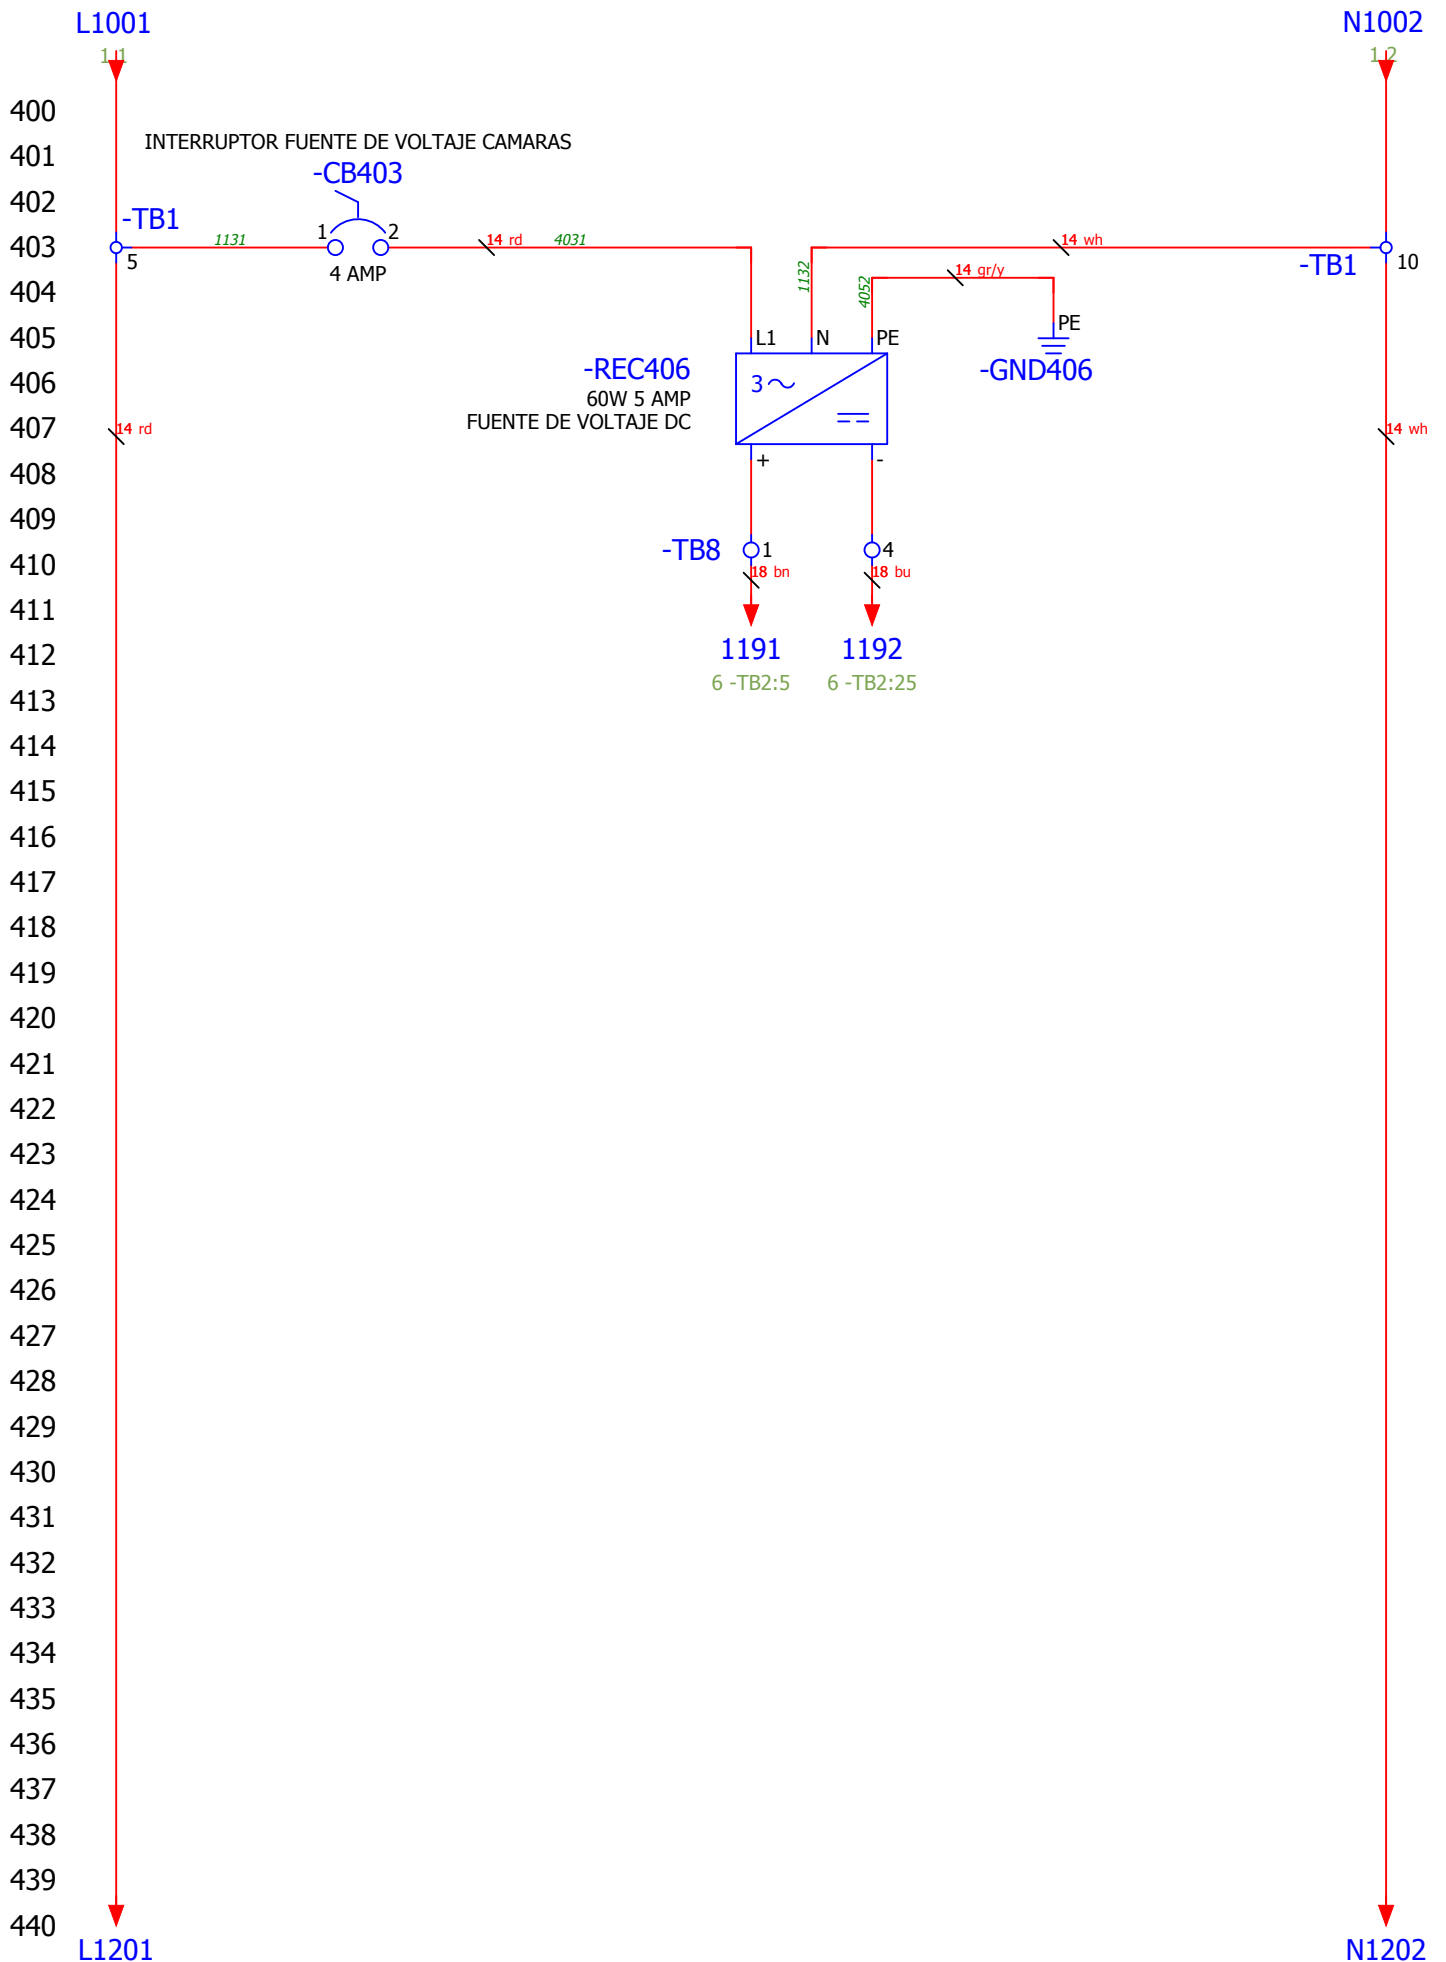 L1001
N1002
1.1
1.2
400
401
INTERRUPTOR FUENTE DE VOLTAJE CAMARAS
-CB403
402
-TB1
403
1131
1
2
14 rd
4031
14 wh
5
4 AMP
-TB1
10
404
1132
4052
14 gr/y
405
L1
N
PE
PE
-REC406
-GND406
406
3
60W 5 AMP
407
FUENTE DE VOLTAJE DC
14 rd
14 wh
408
+
-
409
410
-TB8
1
4
18 bn
18 bu
411
412
1191
1192
413
6 -TB2:5
6 -TB2:25
414
415
416
417
418
419
420
421
422
423
424
425
426
427
428
429
430
431
432
433
434
435
436
437
438
439
440
L1201
N1202